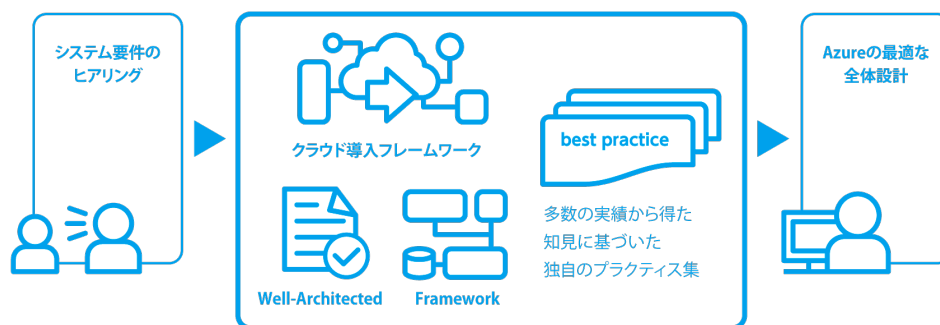 システム要件の
ヒアリング
クラウド導入フレームワーク
Well-Architected Framework
best practice
多数の実績から得た
知見に基づいた
独自のプラクティス集
Azureの最適な
全体設計